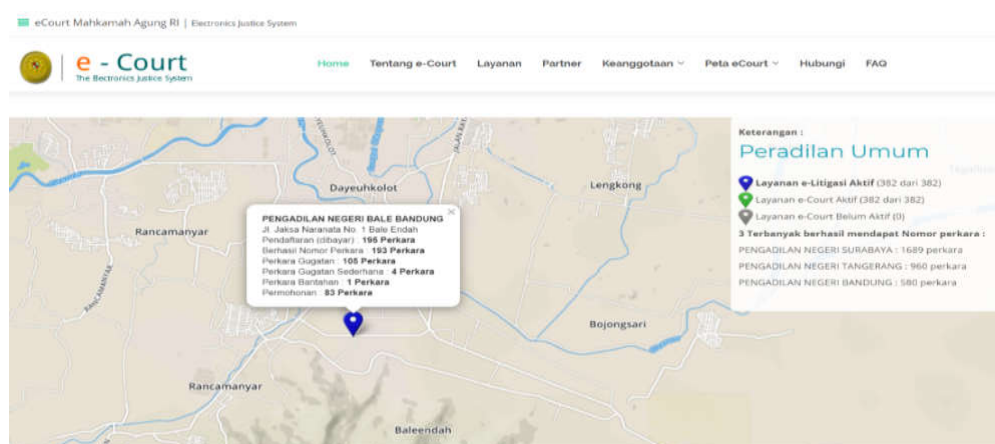 eCourt Mahkamah Agung RI | Electronics Justice System
e - Court
The Electronics Justice System
Home Tentang e-Court Layanan Partner Keanggotaan Peta eCourt Hubungi FAQ
Keterangan :
Peradilan Umum
Layanan e-Litigasi Aktif (382 dari 382)
Layanan e-Court Aktif (382 dari 382)
Layanan e-Court Belum Aktif (0)
3 Terbanyak berhasil mendapat Nomor perkara :
PENGADILAN NEGERI SURABAYA : 1689 perkara
PENGADILAN NEGERI TANGERANG : 960 perkara
PENGADILAN NEGERI BANDUNG : 580 perkara
Dayeuhkolot
Lengkong
Rancamanyar
PENGADILAN NEGERI BALE BANDUNG
Jl. Jaksa Naranata No. 1 Bale Endah
Pendaftaran (dibayar) : 196 Perkara
Berhasil Nomor Perkara : 193 Perkara
Perkara Gugatan : 105 Perkara
Perkara Gugatan Sederhana : 4 Perkara
Perkara Bantahan : 1 Perkara
Permohonan : 83 Perkara
Bojongsari
Rancamanyar
Baleendah